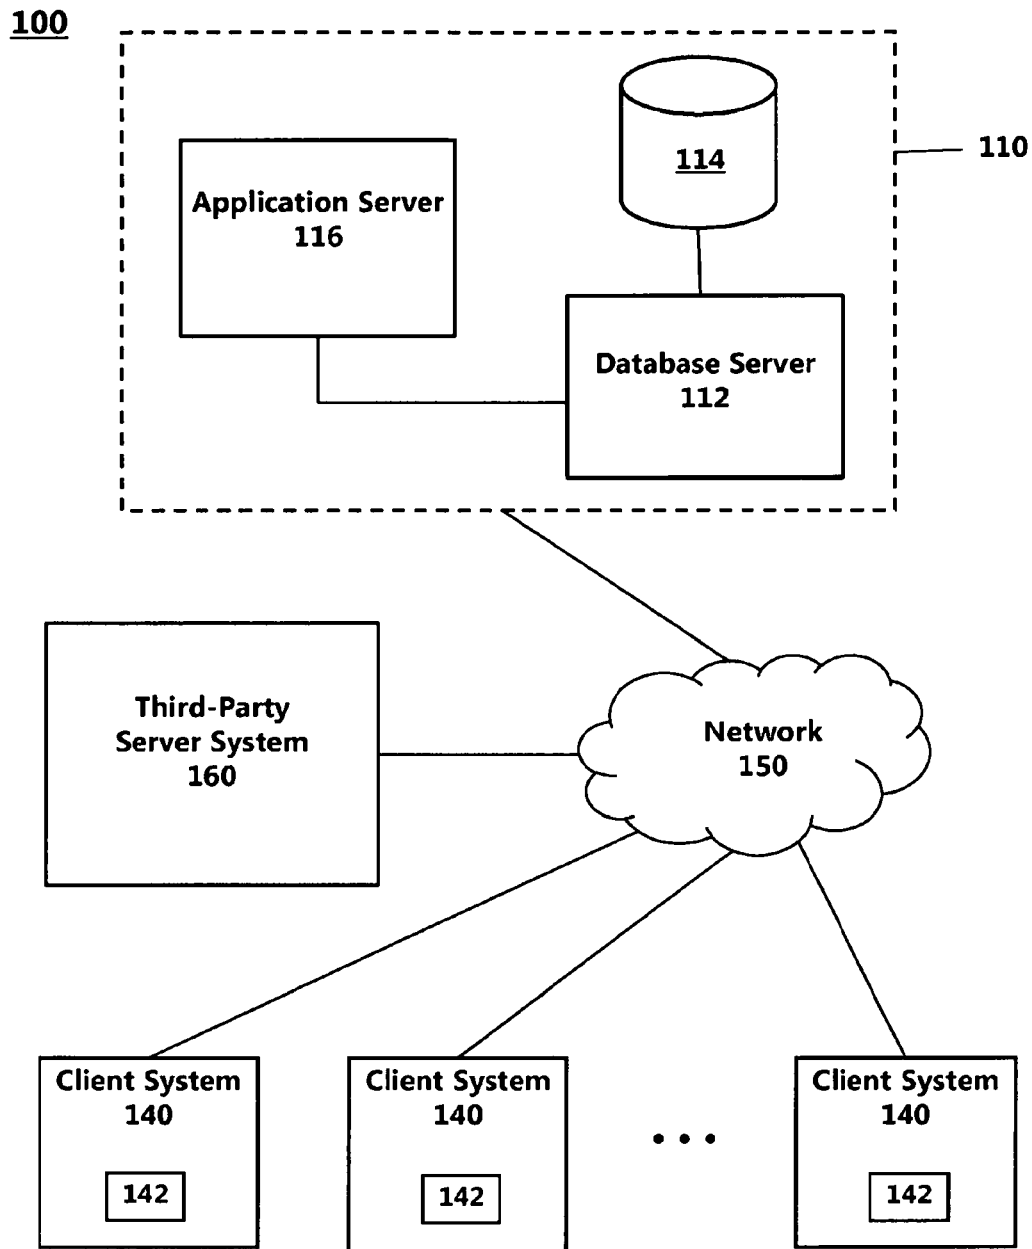 100
110
114
Application Server
116
Database Server
112
Third-Party
Server System
160
Network
150
Client System
140
142
Client System
140
142
Client System
140
142